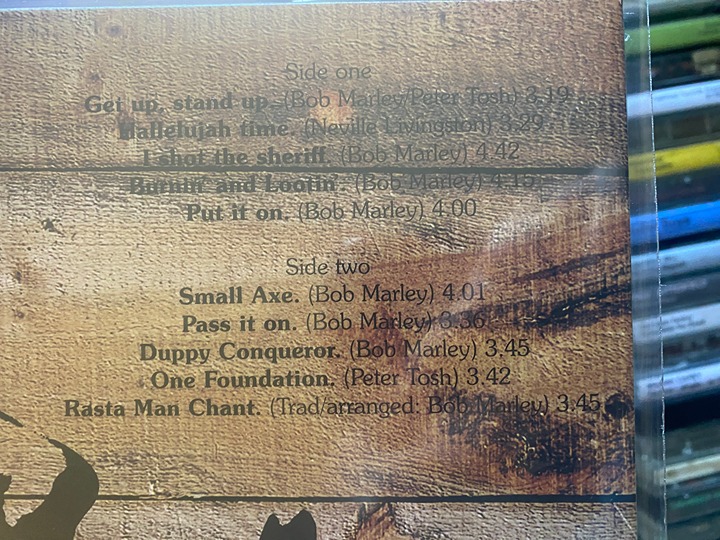 Side one
Get up, stand up. (Bob Marley/Peter Tosh) 3.19
Hallelujah time. (Neville Livingston) 3.29
I shot the sheriff. (Bob Marley) 4.42
Burnin' and Lootin'. (Bob Marley) 4.15
Put it on. (Bob Marley) 4.00
Side two
Small Axe. (Bob Marley) 4.01
Pass it on. (Bob Marley) 3.36
Duppy Conqueror. (Bob Marley) 3.45
One Foundation. (Peter Tosh) 3.42
Rasta Man Chant. (Trad/arranged: Bob Marley) 3.45